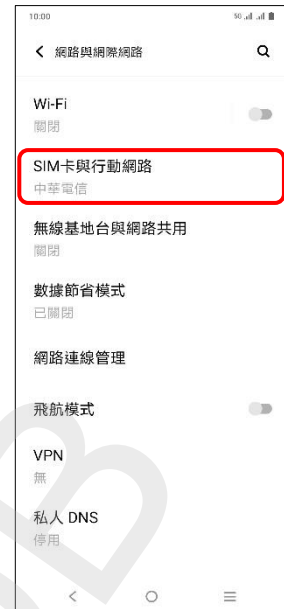 10:00
5G
網路與網際網路
Wi-Fi
關閉
SIM卡與行動網路
中華電信
無線基地台與網路共用
關閉
數據節省模式
已關閉
網路連線管理
飛航模式
VPN
無
私人 DNS
停用